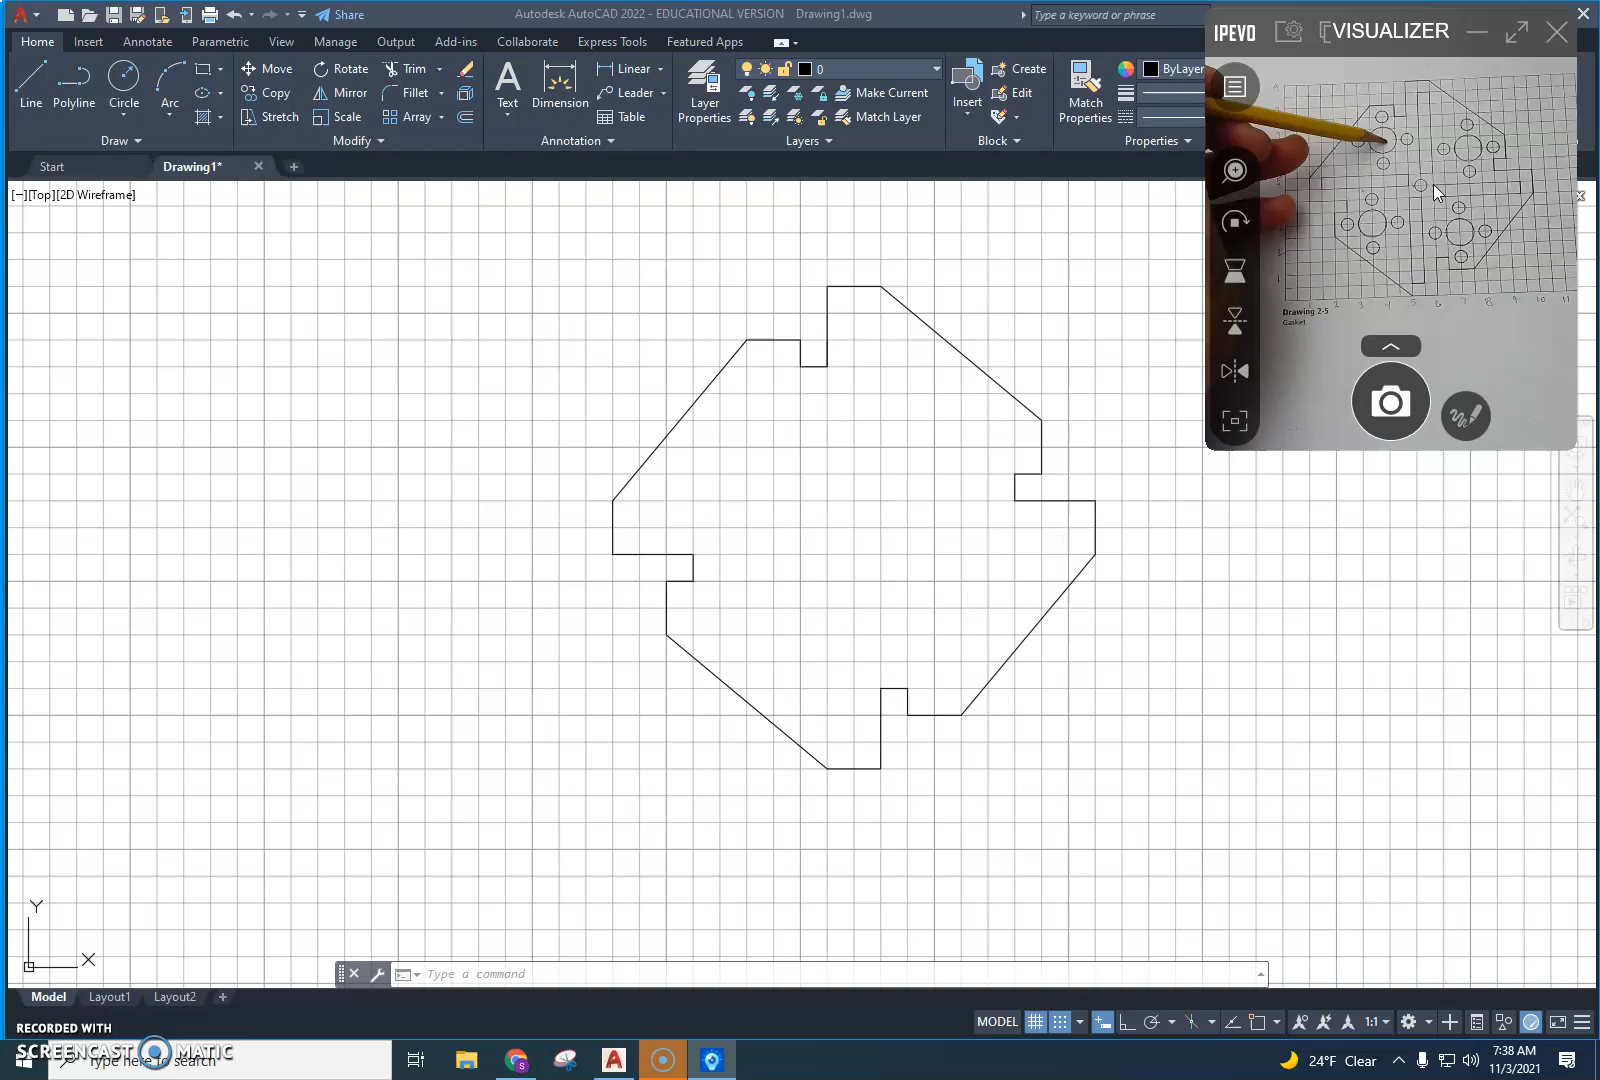 Share
Autodesk AutoCAD 2022 - EDUCATIONAL VERSION Drawing1.dwg
Type a keyword or phrase
Home Insert Annotate Parametric View Manage Output Add-ins Collaborate Express Tools Featured Apps
Line Polyline Circle Arc
Move Rotate Trim
Copy Mirror Fillet
Stretch Scale Array
Text Dimension
Linear
Leader
Table
Layer Properties
0
Make Current
Match Layer
Insert
Create
Edit
Match Properties
ByLayer
Draw Modify Annotation Layers Block Properties
Start Drawing1*
[−][Top][2D Wireframe]
IPEVO VISUALIZER
Drawing 2-5
Gasket
Y
X
Type a command
Model Layout1 Layout2 +
MODEL 1:1
RECORDED WITH
SCREENCAST MATIC
Type here to search
24°F Clear
7:38 AM
11/3/2021